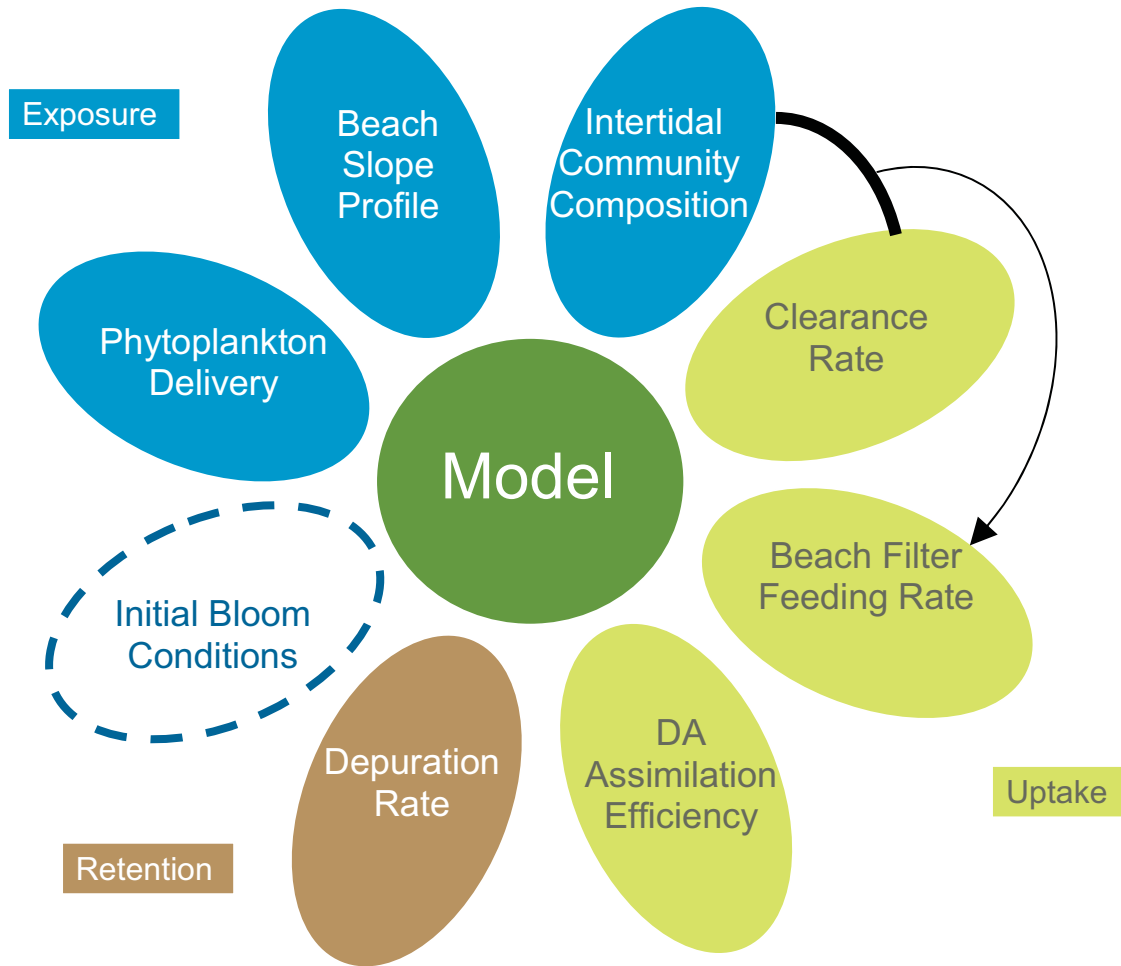 Exposure
Beach
Slope
Profile
Intertidal
Community
Composition
Phytoplankton
Delivery
Clearance
Rate
Model
Beach Filter
Feeding Rate
Initial Bloom
Conditions
Depuration
Rate
DA
Assimilation
Efficiency
Uptake
Retention